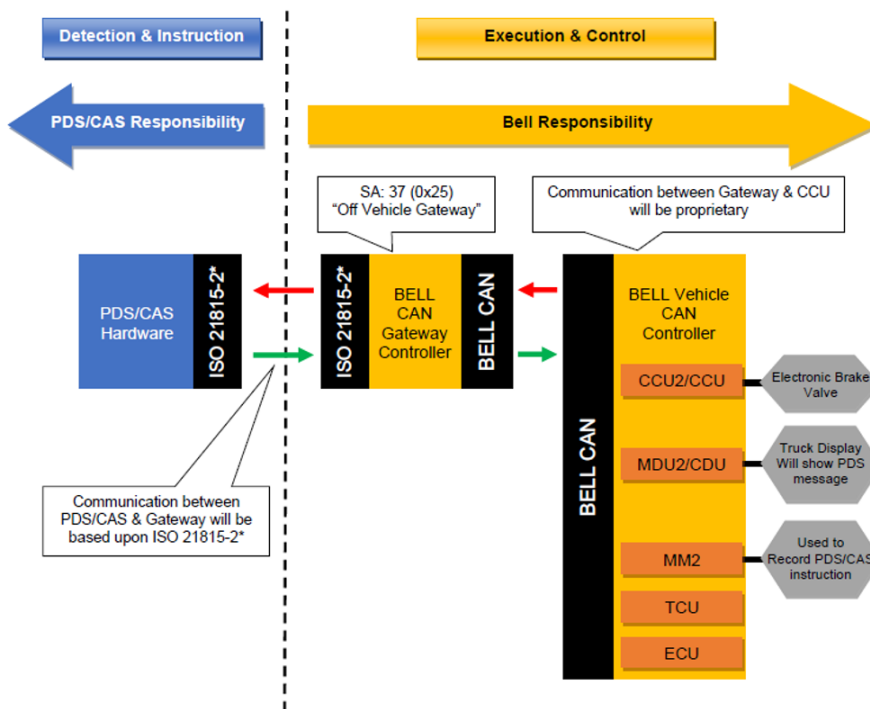 Detection & Instruction
Execution & Control
PDS/CAS Responsibility
Bell Responsibility
SA: 37 (0x25)
“Off Vehicle Gateway”
Communication between Gateway & CCU
will be proprietary
PDS/CAS
Hardware
ISO 21815-2*
ISO 21815-2*
BELL
CAN
Gateway
Controller
BELL CAN
BELL CAN
BELL Vehicle
CAN
Controller
CCU2/CCU
Electronic Brake
Valve
MDU2/CDU
Truck Display
Will show PDS
message
Communication between
PDS/CAS & Gateway will be
based upon ISO 21815-2*
MM2
Used to
Record PDS/CAS
instruction
TCU
ECU